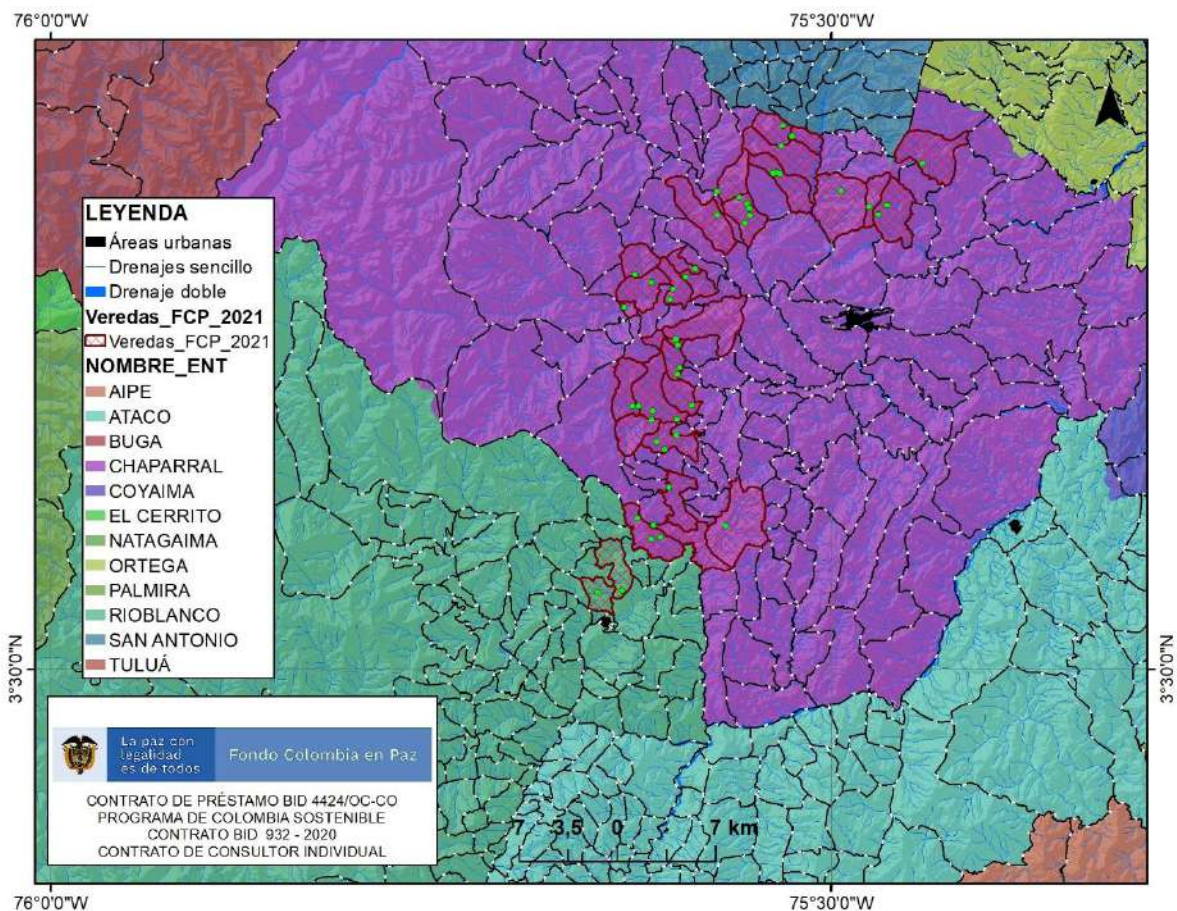 76°0'0"W
75°30'0"W
LEYENDA
Áreas urbanas
Drenajes sencillo
Drenaje doble
Veredas_FCP_2021
Veredas_FCP_2021
NOMBRE_ENT
AIPE
ATACO
BUGA
CHAPARRAL
COYAIMA
EL CERRITO
NATAGAIMA
ORTEGA
PALMIRA
RIOBLANCO
SAN ANTONIO
TULUÁ
3°30'0"N
3°30'0"N
La paz con
legalidad
es de todos
Fondo Colombia en Paz
CONTRATO DE PRÉSTAMO BID 4424/OC-CO
PROGRAMA DE COLOMBIA SOSTENIBLE
CONTRATO BID 932 - 2020
CONTRATO DE CONSULTOR INDIVIDUAL
7 3,5 0 7 km
76°0'0"W
75°30'0"W